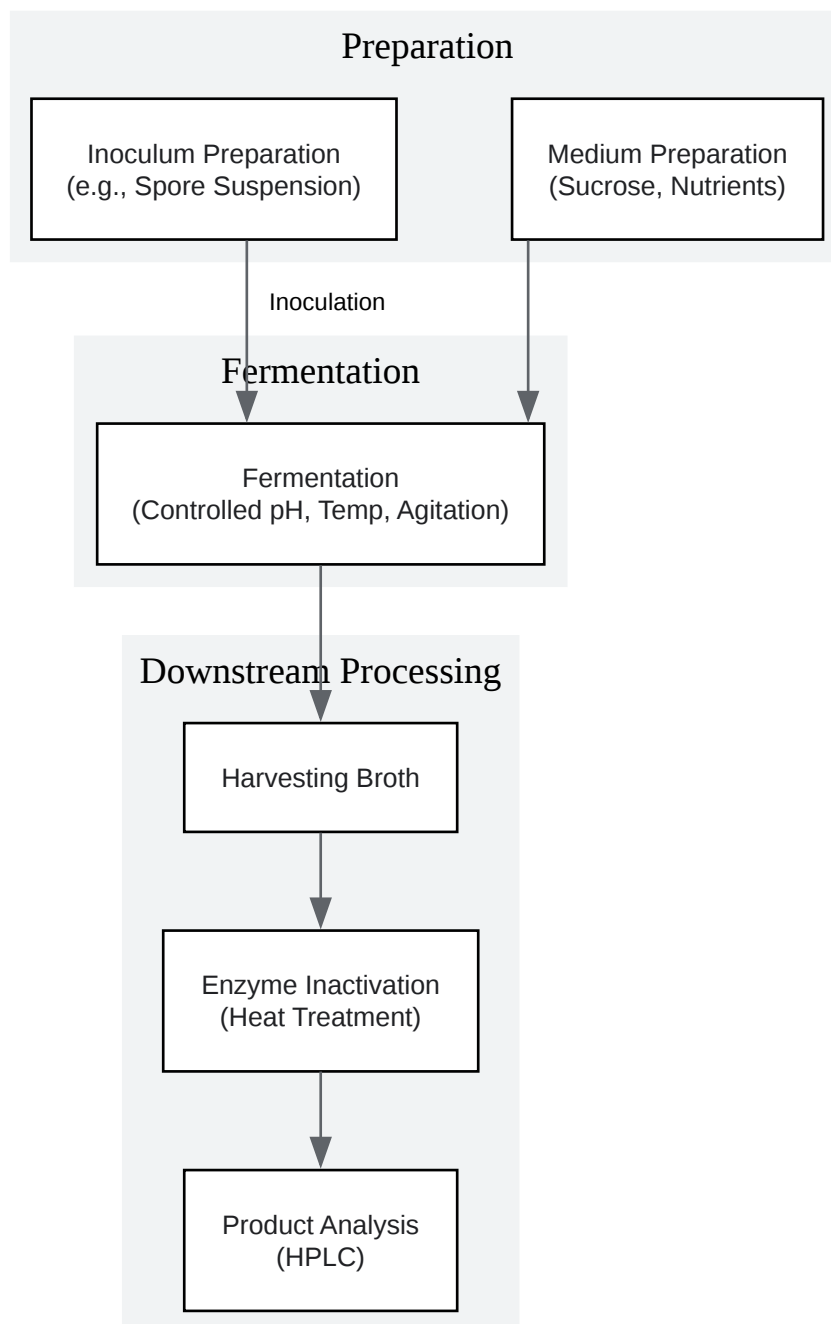 Preparation
Inoculum Preparation
(e.g., Spore Suspension)
Medium Preparation
(Sucrose, Nutrients)
Inoculation
Fermentation
Fermentation
(Controlled pH, Temp, Agitation)
Downstream Processing
Harvesting Broth
Enzyme Inactivation
(Heat Treatment)
Product Analysis
(HPLC)